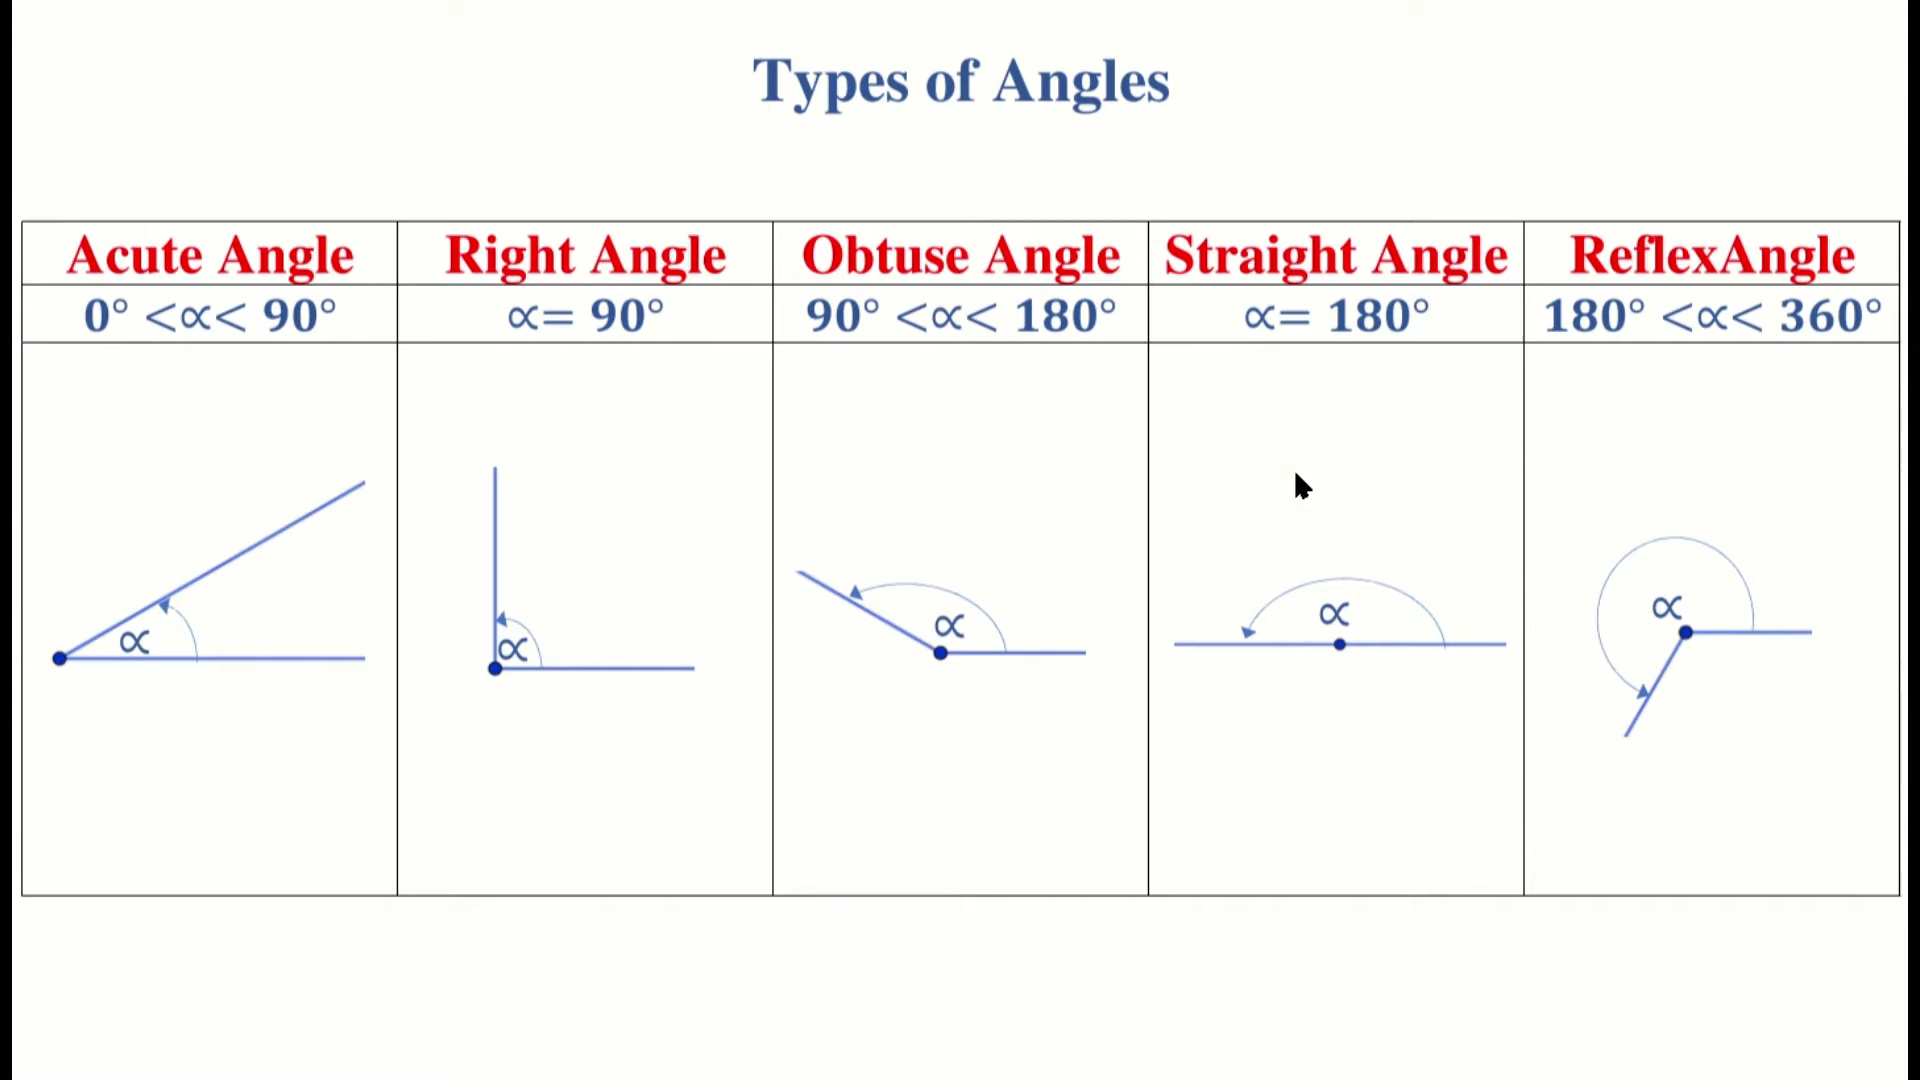 Types of Angles
Acute Angle Right Angle Obtuse Angle Straight Angle ReflexAngle
0° <∝< 90° ∝= 90° 90° <∝< 180° ∝= 180° 180° <∝< 360°
∝ ∝ ∝ ∝ ∝